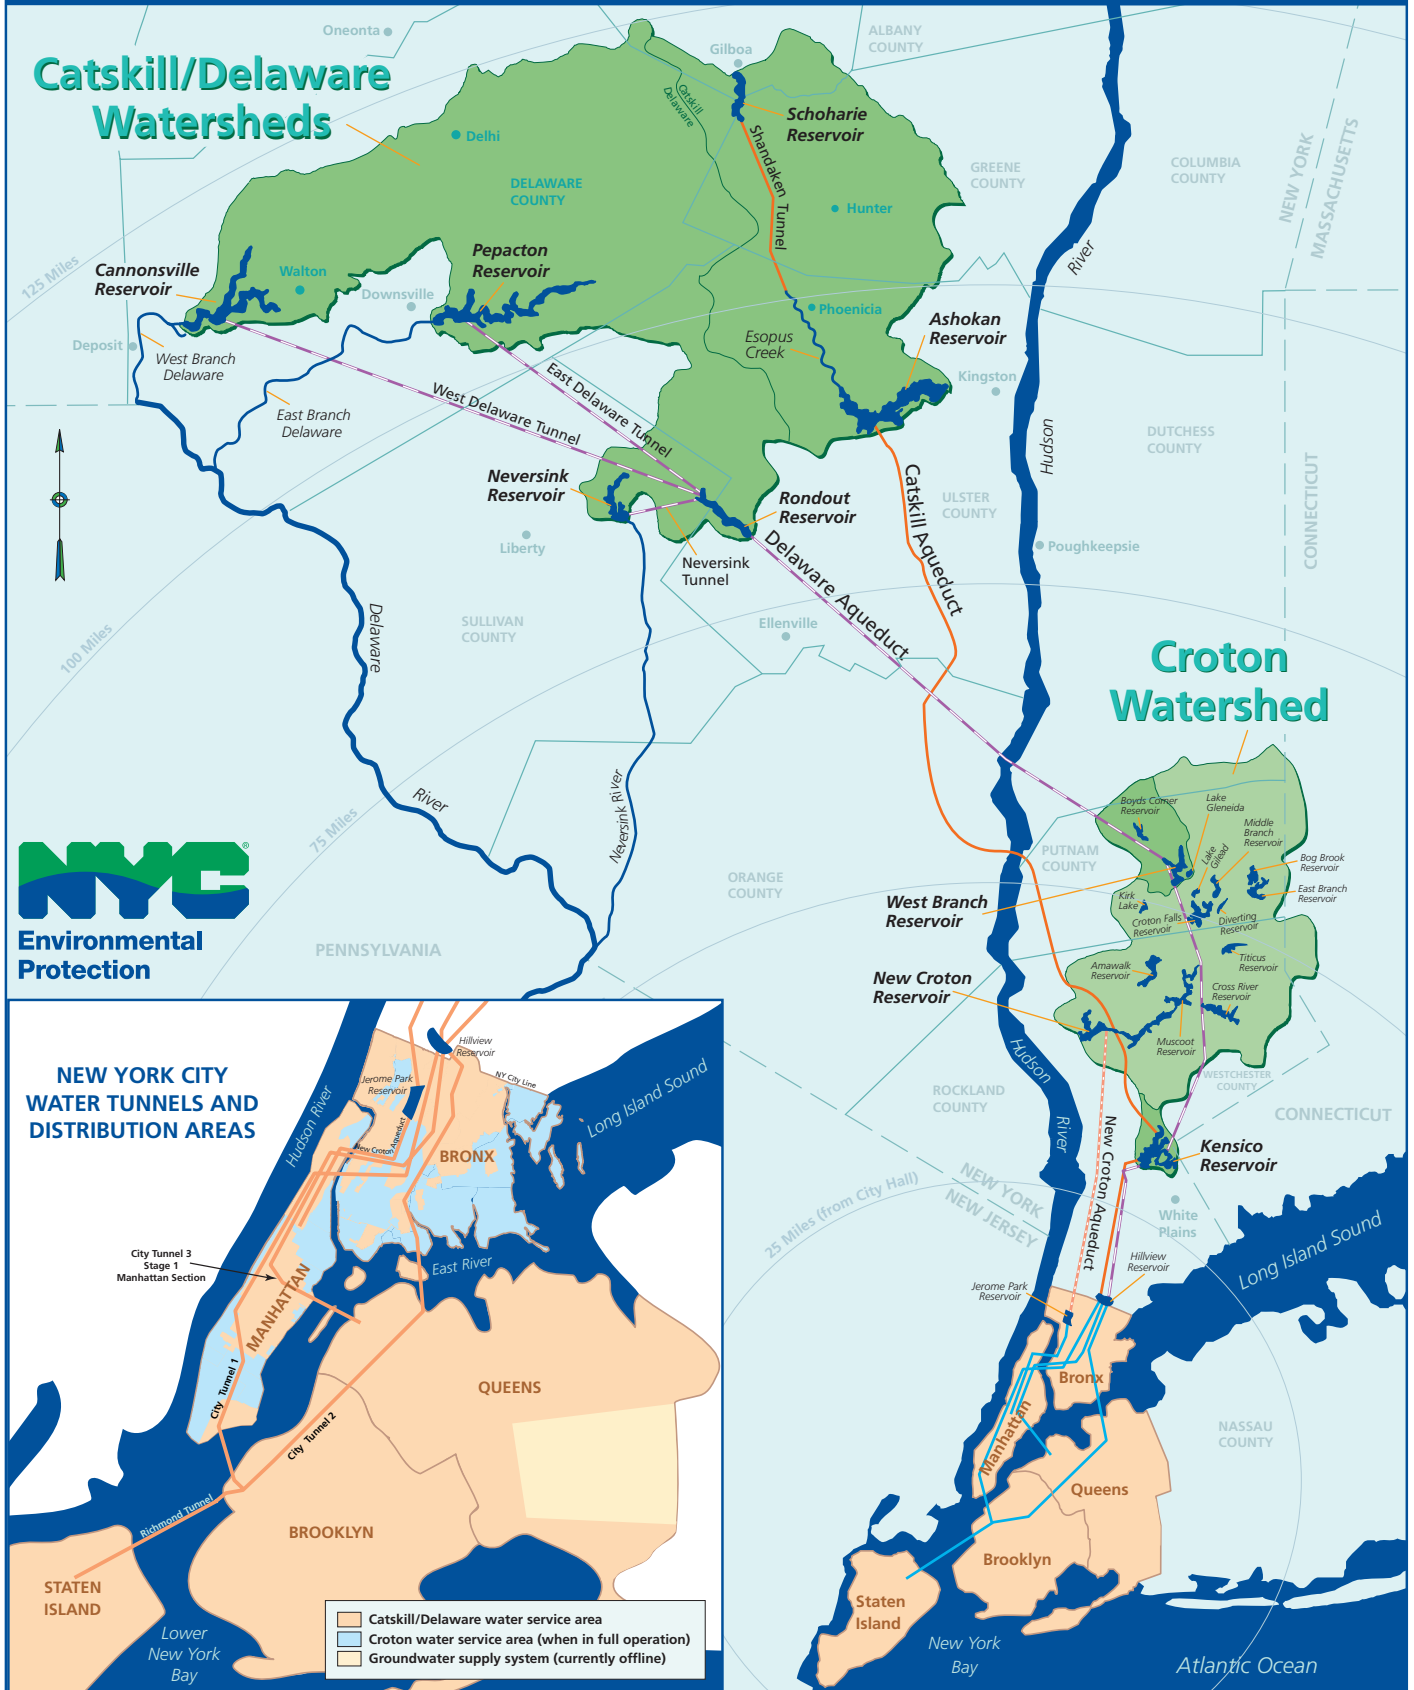 Oneonta
Gilboa
ALBANY
COUNTY
Catskill/Delaware
Watersheds
Catskill
Delaware
Schoharie
Reservoir
Delhi
Shandaken Tunnel
GREENE
COUNTY
COLUMBIA
COUNTY
NEW YORK
MASSACHUSETTS
DELAWARE
COUNTY
Hunter
Pepacton
Reservoir
Cannonsville
Reservoir
Walton
Downsville
125 Miles
River
Phoenicia
Ashokan
Reservoir
Esopus
Creek
Deposit
West Branch
Delaware
Kingston
East Delaware Tunnel
West Delaware Tunnel
East Branch
Delaware
Hudson
DUTCHESS
COUNTY
CONNECTICUT
Neversink
Reservoir
Rondout
Reservoir
Catskill Aqueduct
ULSTER
COUNTY
Liberty
Neversink
Tunnel
Delaware Aqueduct
Poughkeepsie
Delaware
SULLIVAN
COUNTY
Ellenville
100 Miles
Croton
Watershed
River
Neversink River
75 Miles
Boyds Corner
Reservoir
Lake
Gleneida
Middle
Branch
Reservoir
Lake
Gilead
Bog Brook
Reservoir
East Branch
Reservoir
PUTNAM
COUNTY
ORANGE
COUNTY
West Branch
Reservoir
Kirk
Lake
Croton Falls
Reservoir
Diverting
Reservoir
NYC
®
Environmental
Protection
PENNSYLVANIA
New Croton
Reservoir
Amawalk
Reservoir
Titicus
Reservoir
Cross River
Reservoir
Muscoot
Reservoir
Hudson
River
WESTCHESTER
COUNTY
ROCKLAND
COUNTY
CONNECTICUT
New Croton Aqueduct
Kensico
Reservoir
NEW YORK
NEW JERSEY
25 Miles (from City Hall)
White
Plains
Hillview
Reservoir
Long Island Sound
Jerome Park
Reservoir
Bronx
Manhattan
NASSAU
COUNTY
Queens
Brooklyn
Staten
Island
New York
Bay
Atlantic Ocean
NEW YORK CITY
WATER TUNNELS AND
DISTRIBUTION AREAS
Hudson River
Hillview
Reservoir
Jerome Park
Reservoir
NY City Line
Long Island Sound
New Croton Aqueduct
BRONX
City Tunnel 3
Stage 1
Manhattan Section
MANHATTAN
East River
City Tunnel 1
QUEENS
City Tunnel 2
Richmond Tunnel
BROOKLYN
STATEN
ISLAND
Lower
New York
Bay
Catskill/Delaware water service area
Croton water service area (when in full operation)
Groundwater supply system (currently offline)